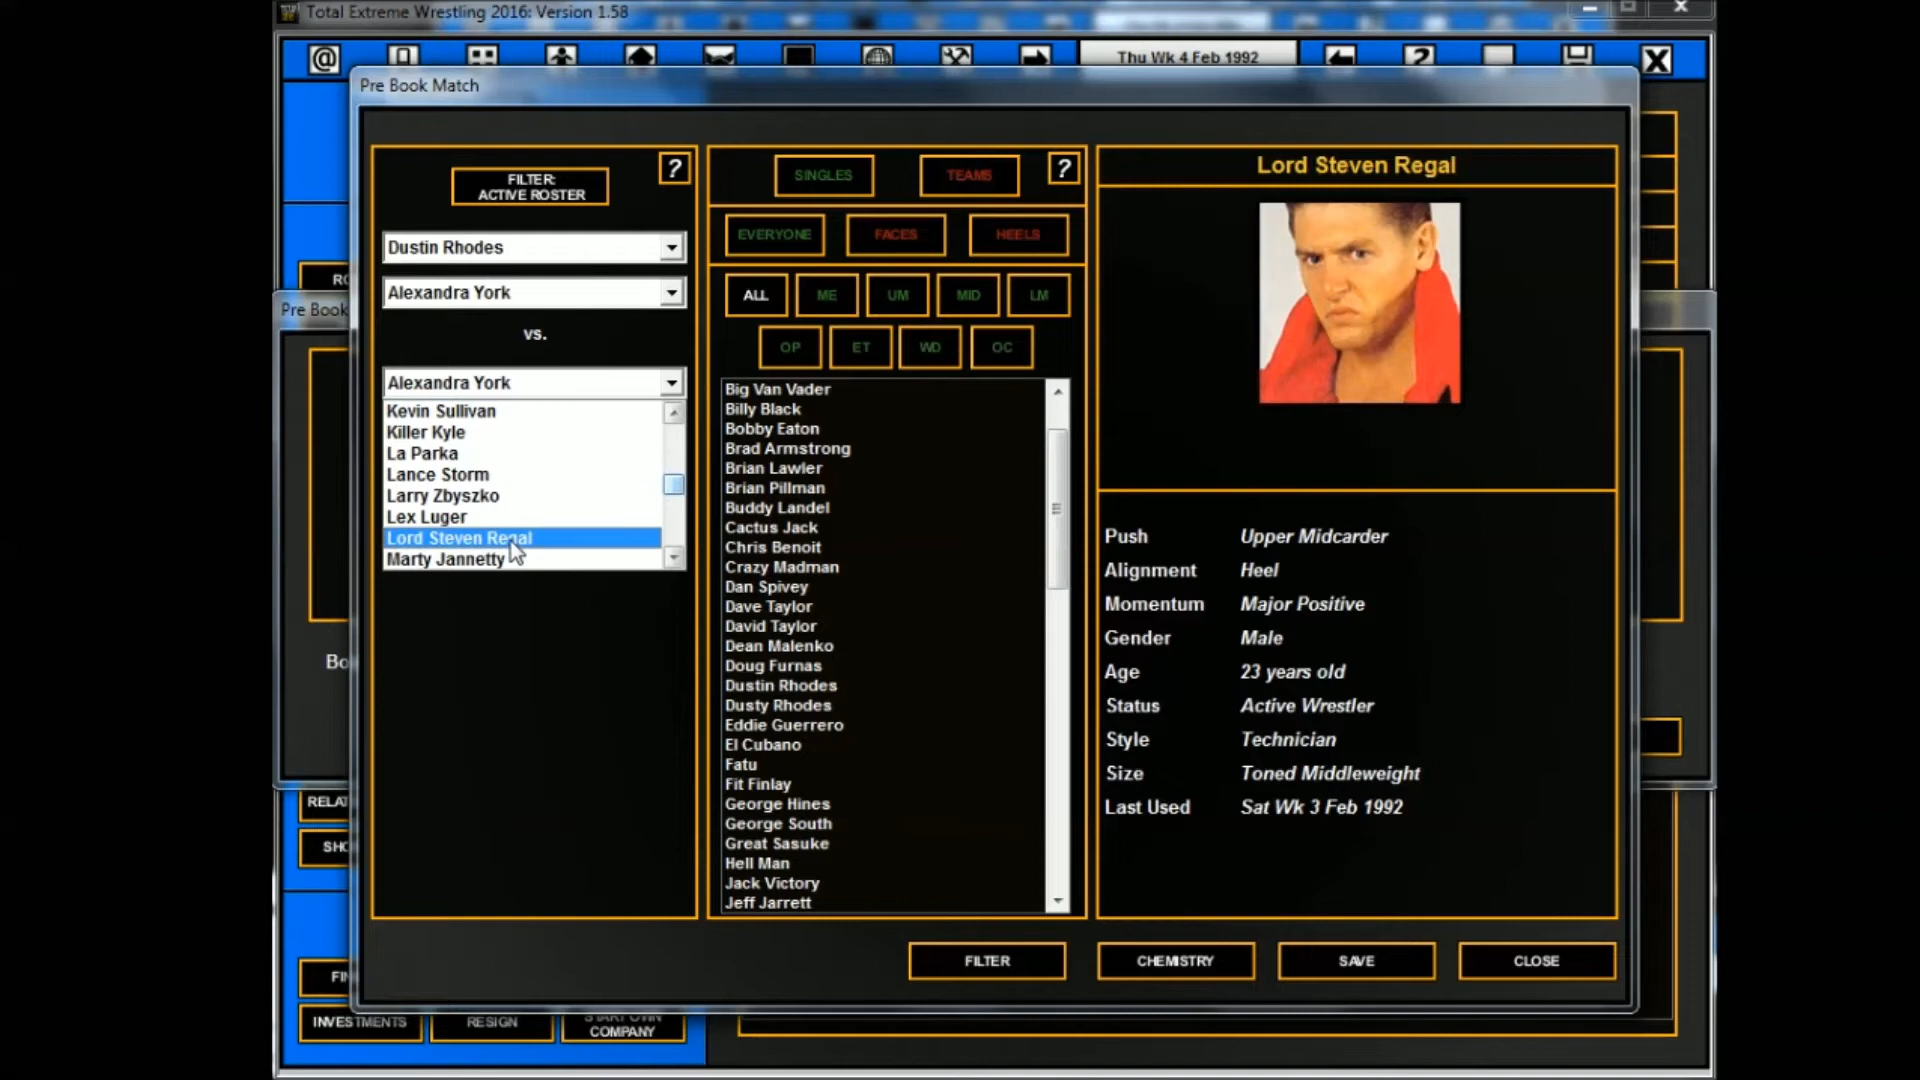 Total Extreme Wrestling 2016: Version 1.58
Thu Wk 4 Feb 1992
Pre Book Match
FILTER:
ACTIVE ROSTER
?
Dustin Rhodes
Alexandra York
vs.
Alexandra York
Kevin Sullivan
Killer Kyle
La Parka
Lance Storm
Larry Zbyszko
Lex Luger
Lord Steven Regal
Marty Jannetty
SINGLES
TEAMS
?
EVERYONE
FACES
HEELS
ALL
ME
UM
MID
LM
OP
ET
WD
OC
Big Van Vader
Billy Black
Bobby Eaton
Brad Armstrong
Brian Lawler
Brian Pillman
Buddy Landel
Cactus Jack
Chris Benoit
Crazy Madman
Dan Spivey
Dave Taylor
David Taylor
Dean Malenko
Doug Furnas
Dustin Rhodes
Dusty Rhodes
Eddie Guerrero
El Cubano
Fatu
Fit Finlay
George Hines
George South
Great Sasuke
Hell Man
Jack Victory
Jeff Jarrett
Lord Steven Regal
Push Upper Midcarder
Alignment Heel
Momentum Major Positive
Gender Male
Age 23 years old
Status Active Wrestler
Style Technician
Size Toned Middleweight
Last Used Sat Wk 3 Feb 1992
FILTER
CHEMISTRY
SAVE
CLOSE
Pre Book
INVESTMENTS
RESIGN
START OWN
COMPANY